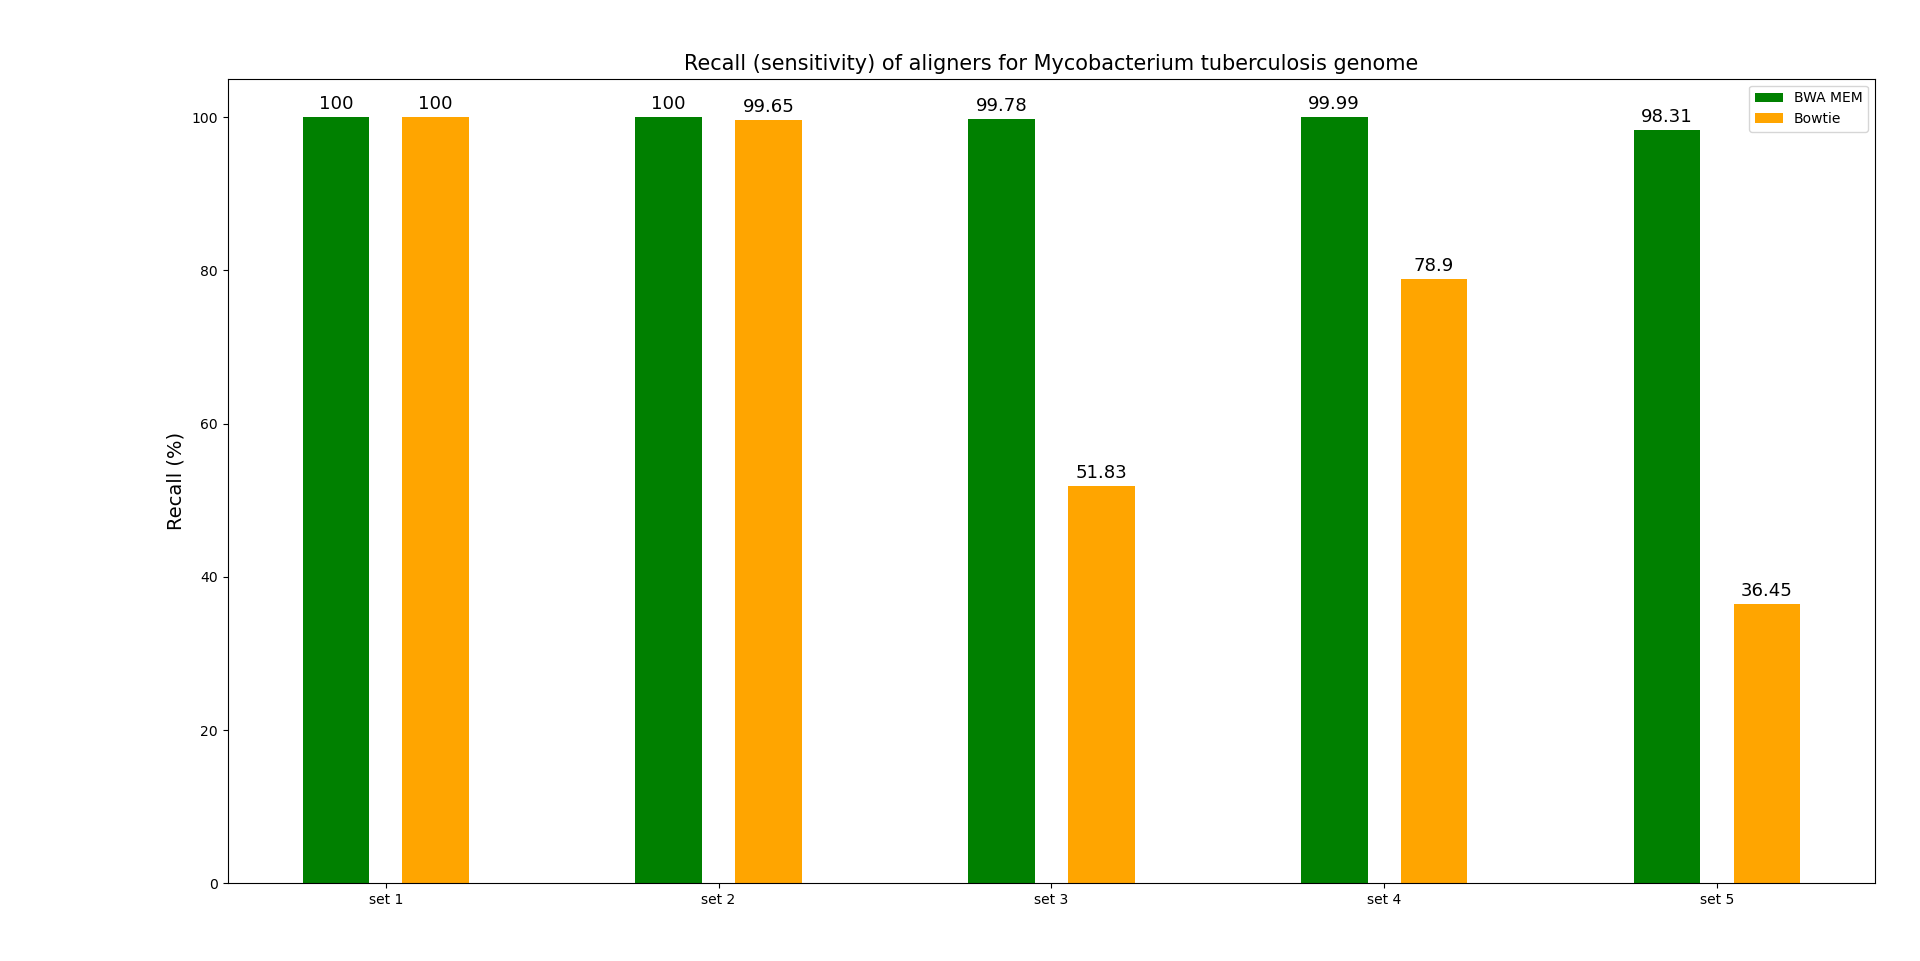 Recall (sensitivity) of aligners for Mycobacterium tuberculosis genome
BWA MEM
Bowtie
100 100 100 99.65 99.78 51.83 99.99 78.9 98.31 36.45
Recall (%)
100
80
60
40
20
0
set 1 set 2 set 3 set 4 set 5